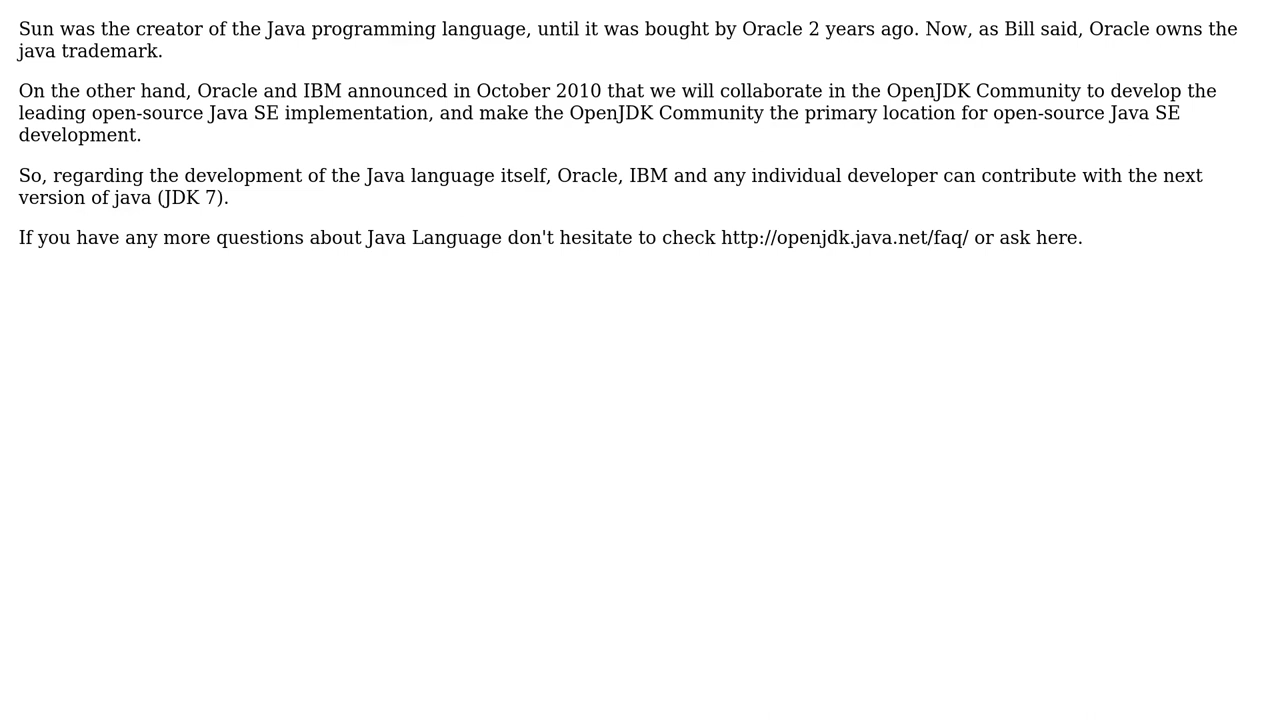 Sun was the creator of the Java programming language, until it was bought by Oracle 2 years ago. Now, as Bill said, Oracle owns the
java trademark.
On the other hand, Oracle and IBM announced in October 2010 that we will collaborate in the OpenJDK Community to develop the
leading open-source Java SE implementation, and make the OpenJDK Community the primary location for open-source Java SE
development.
So, regarding the development of the Java language itself, Oracle, IBM and any individual developer can contribute with the next
version of java (JDK 7).
If you have any more questions about Java Language don't hesitate to check http://openjdk.java.net/faq/ or ask here.